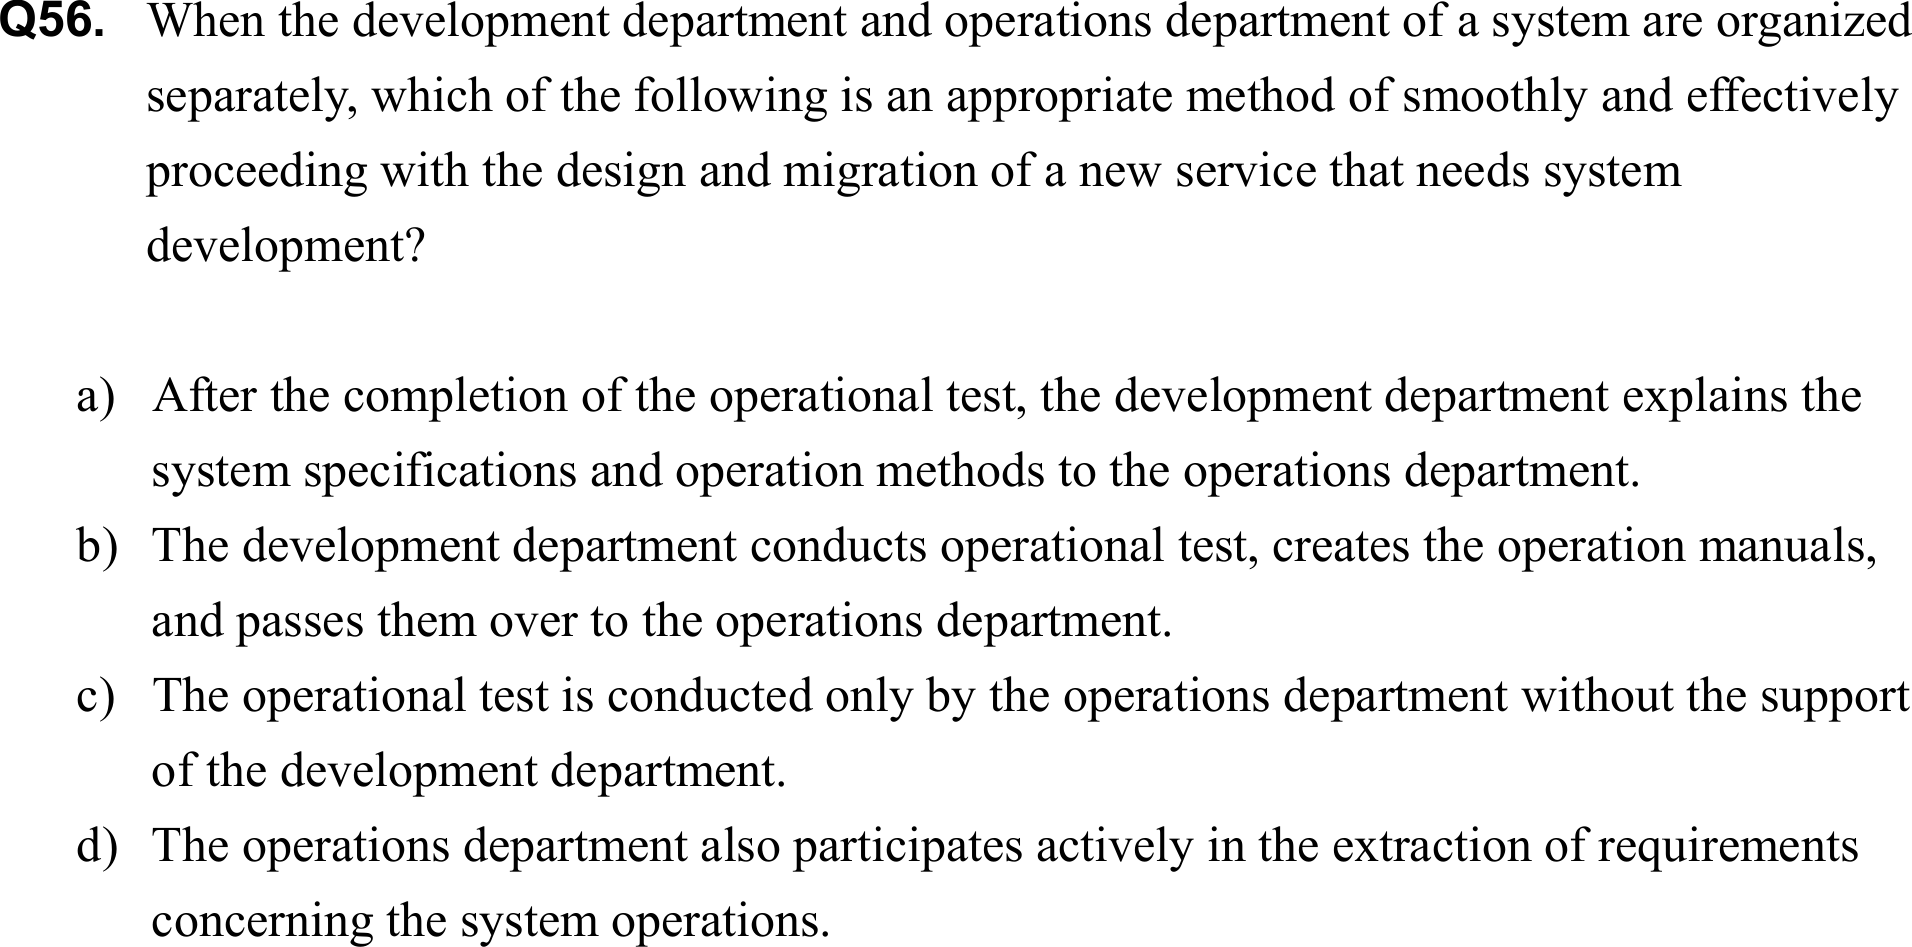 Q56. When the development department and operations department of a system are organized
separately, which of the following is an appropriate method of smoothly and effectively
proceeding with the design and migration of a new service that needs system
development?
a) After the completion of the operational test, the development department explains the
system specifications and operation methods to the operations department.
b) The development department conducts operational test, creates the operation manuals,
and passes them over to the operations department.
c) The operational test is conducted only by the operations department without the support
of the development department.
d) The operations department also participates actively in the extraction of requirements
concerning the system operations.